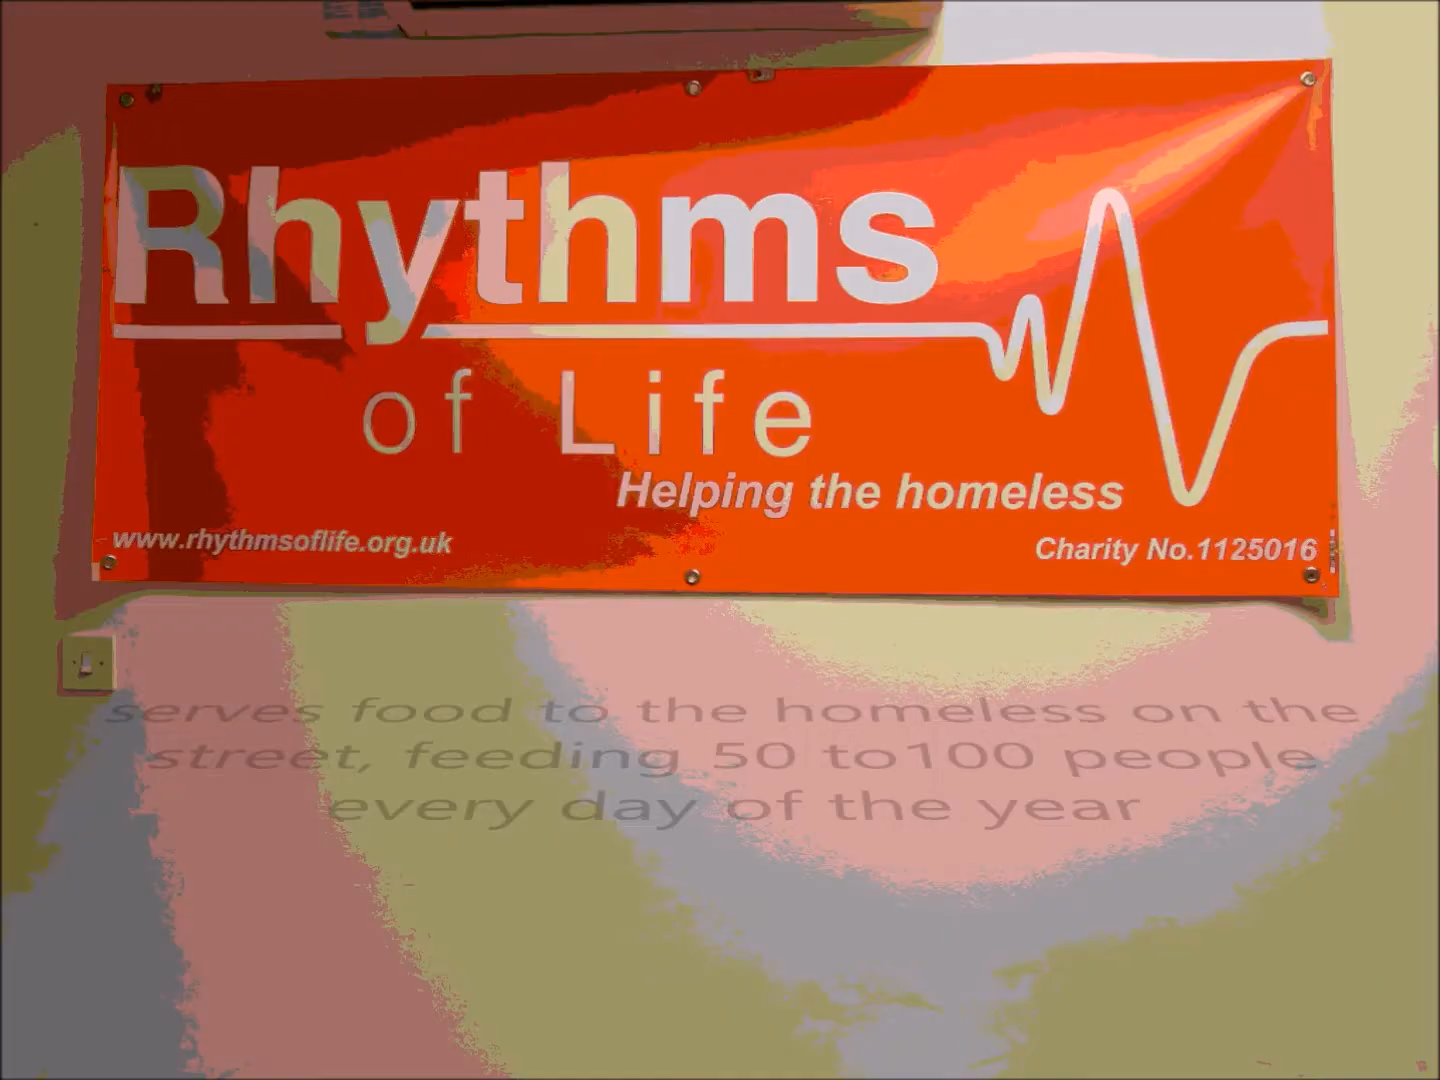 Rhythms
of Life
Helping the homeless
www.rhythmsoflife.org.uk
Charity No.1125016
serves food to the homeless on the
street, feeding 50 to100 people
every day of the year